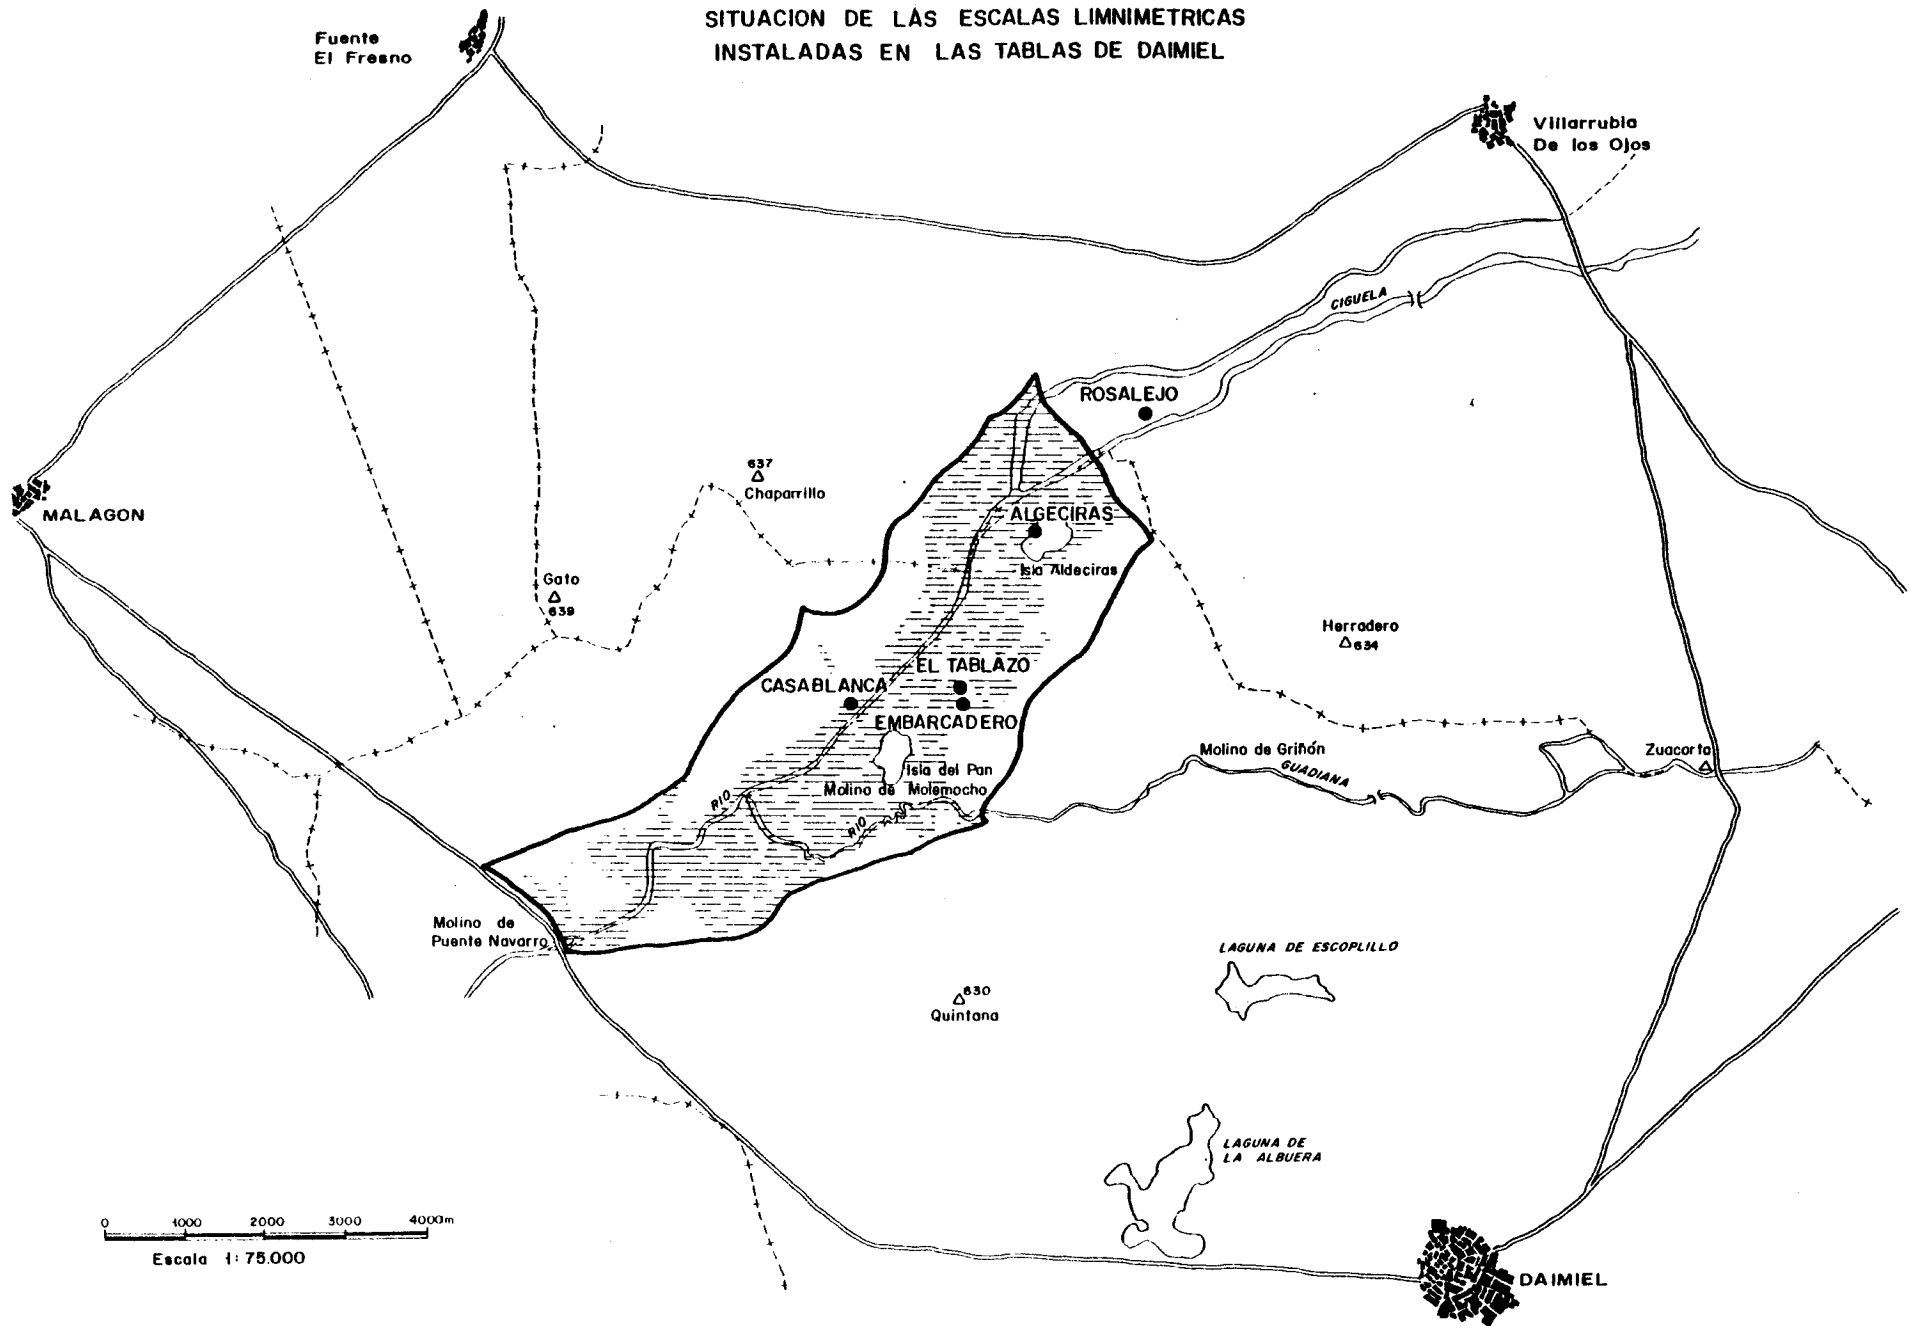 SITUACION DE LAS ESCALAS LIMNIMETRICAS
INSTALADAS EN LAS TABLAS DE DAIMIEL
Fuente
El Fresno
Villarrubia
De los Ojos
CIGUELA
ROSALEJO
637
Chaparrillo
MALAGON
ALGECIRAS
Isla Aldeciras
Gato
639
Herradero
634
EL TABLAZO
CASABLANCA
EMBARCADERO
Molino de Griñón
GUADIANA
Zuacorta
Isla del Pan
Molino de Molemocho
RIO
RIO
Molino de
Puente Navarro
LAGUNA DE ESCOPLILLO
630
Quintana
LAGUNA DE
LA ALBUERA
0 1000 2000 3000 4000m
Escala 1:75.000
DAIMIEL